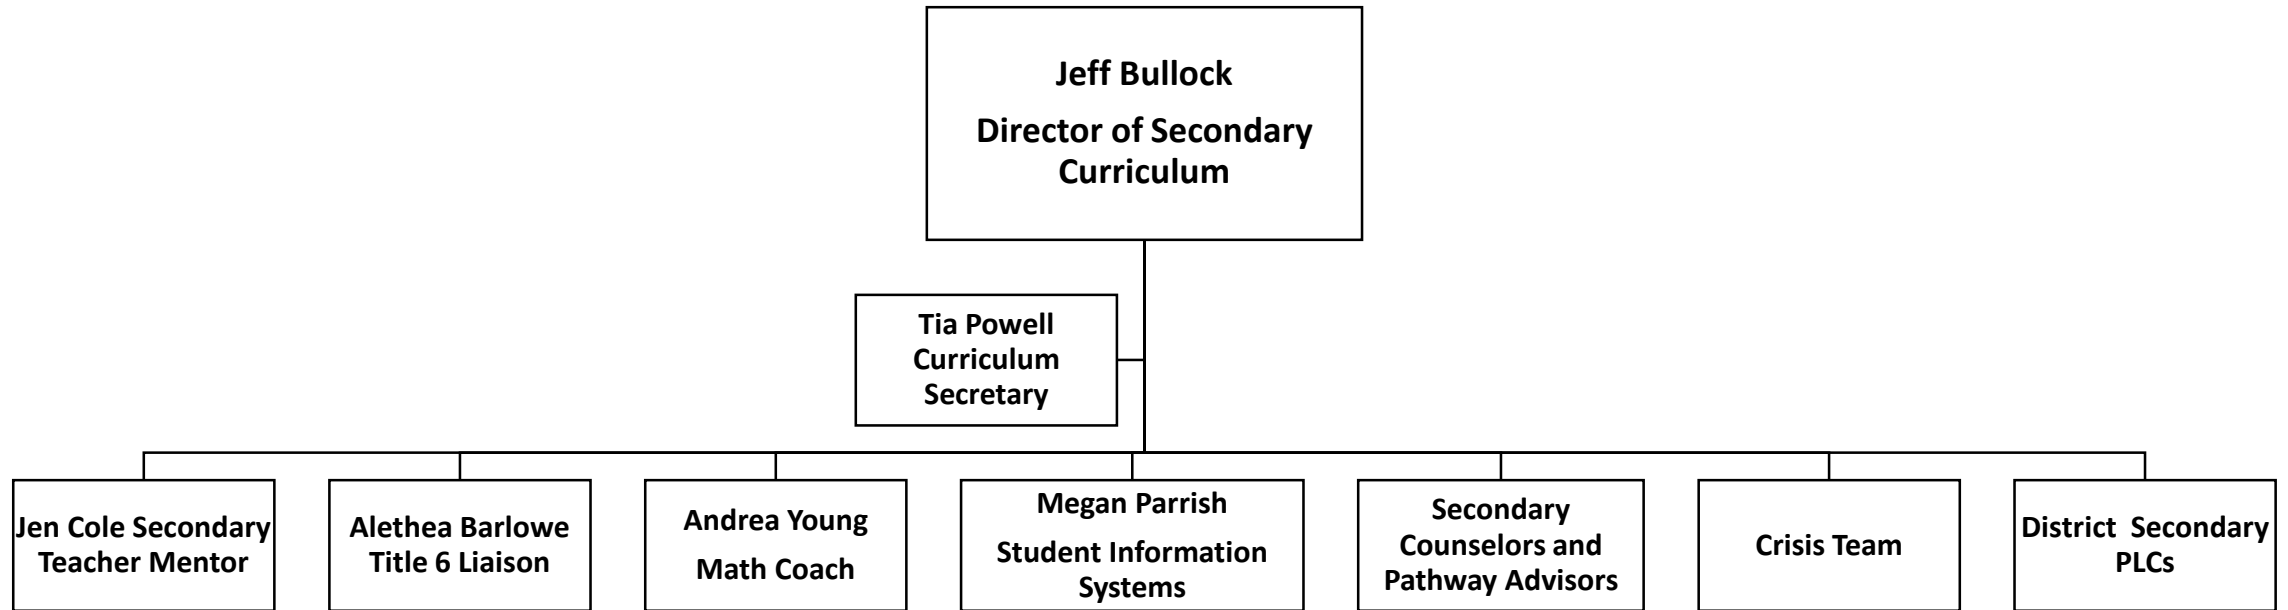 Jeff Bullock
Director of Secondary
Curriculum
Tia Powell
Curriculum
Secretary
Jen Cole Secondary
Teacher Mentor
Alethea Barlowe
Title 6 Liaison
Andrea Young
Math Coach
Megan Parrish
Student Information
Systems
Secondary
Counselors and
Pathway Advisors
Crisis Team
District  Secondary
PLCs